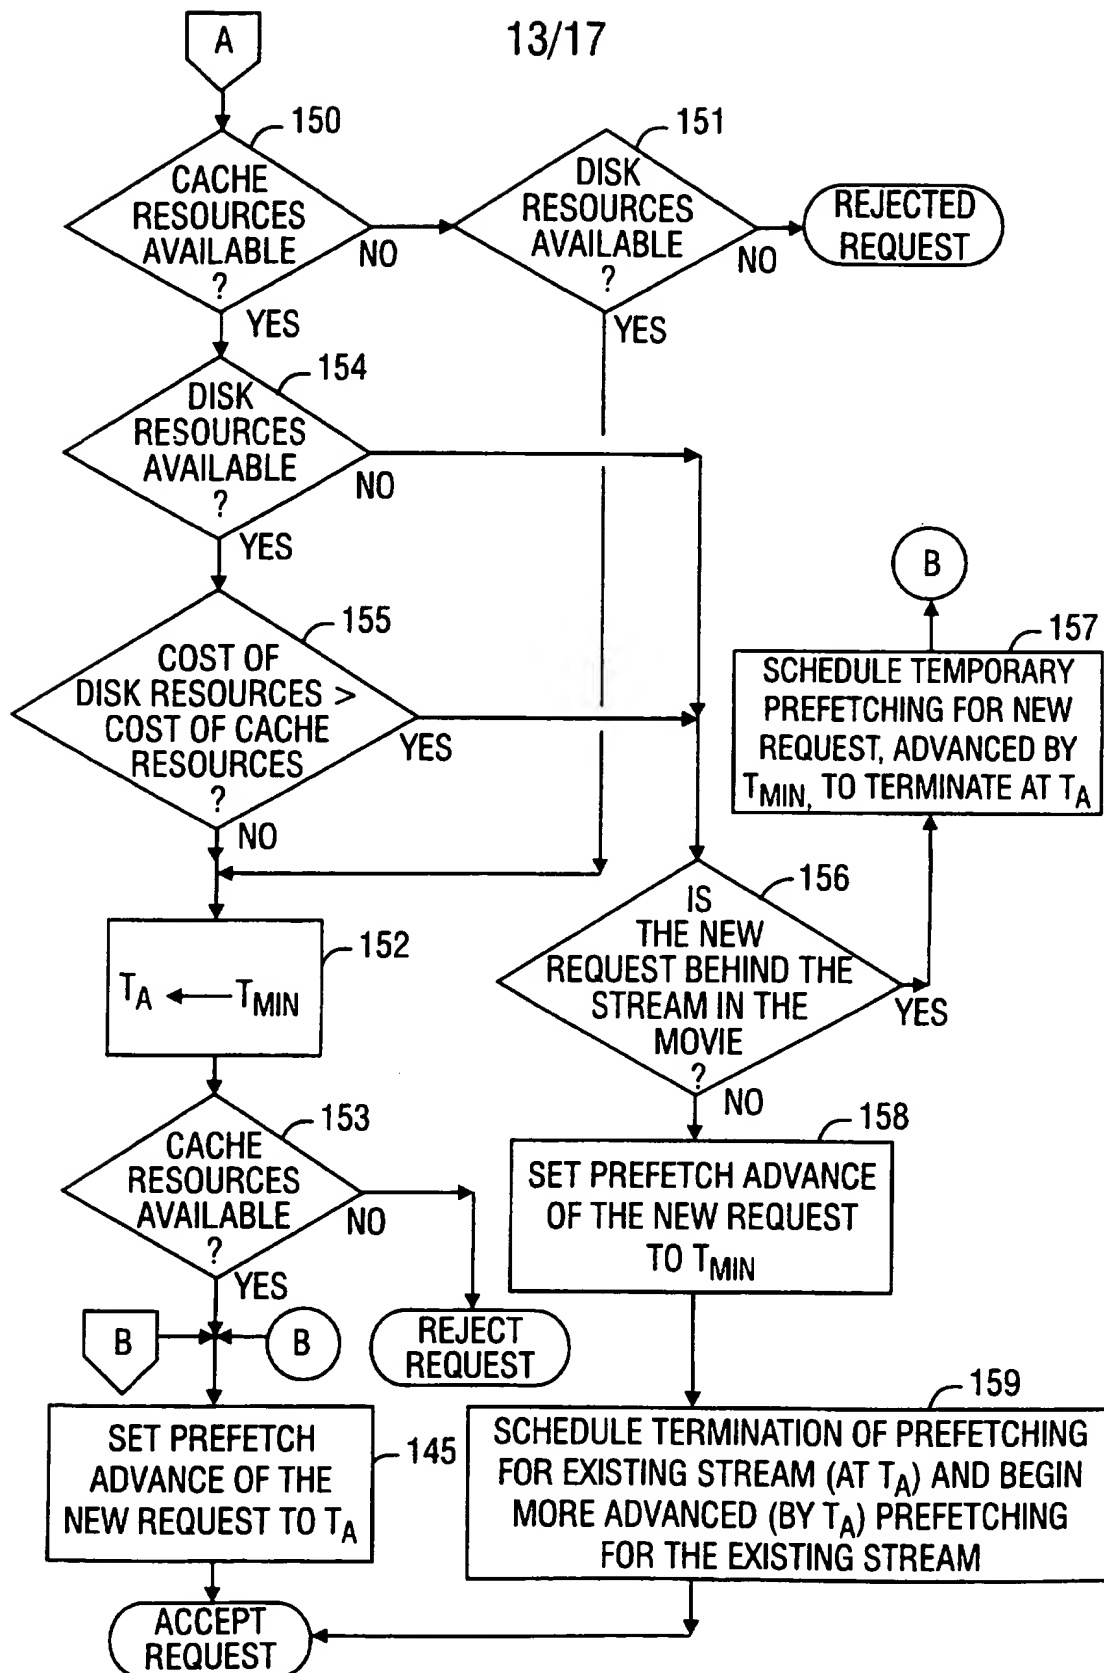 13/17
A
150
CACHE
RESOURCES
AVAILABLE
?
NO
YES
151
DISK
RESOURCES
AVAILABLE
?
NO
YES
REJECTED
REQUEST
154
DISK
RESOURCES
AVAILABLE
?
NO
YES
155
COST OF
DISK RESOURCES >
COST OF CACHE
RESOURCES
?
YES
NO
B
157
SCHEDULE TEMPORARY
PREFETCHING FOR NEW
REQUEST, ADVANCED BY
TMIN, TO TERMINATE AT TA
156
IS
THE NEW
REQUEST BEHIND THE
STREAM IN THE
MOVIE
?
YES
NO
152
TA ← TMIN
153
CACHE
RESOURCES
AVAILABLE
?
NO
YES
158
SET PREFETCH ADVANCE
OF THE NEW REQUEST
TO TMIN
B
B
REJECT
REQUEST
145
SET PREFETCH
ADVANCE OF THE
NEW REQUEST TO TA
159
SCHEDULE TERMINATION OF PREFETCHING
FOR EXISTING STREAM (AT TA) AND BEGIN
MORE ADVANCED (BY TA) PREFETCHING
FOR THE EXISTING STREAM
ACCEPT
REQUEST